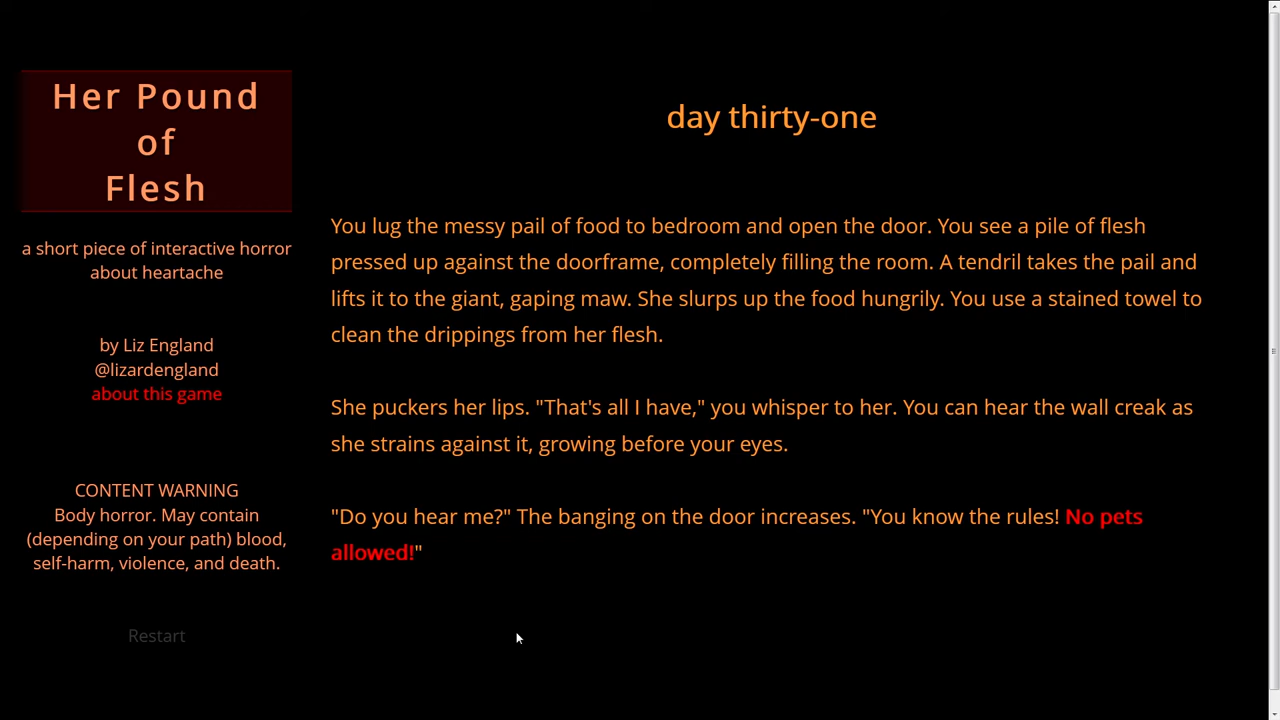 Her Pound
of
Flesh
a short piece of interactive horror
about heartache
by Liz England
@lizardengland
about this game
CONTENT WARNING
Body horror. May contain
(depending on your path) blood,
self-harm, violence, and death.
Restart
day thirty-one
You lug the messy pail of food to bedroom and open the door. You see a pile of flesh
pressed up against the doorframe, completely filling the room. A tendril takes the pail and
lifts it to the giant, gaping maw. She slurps up the food hungrily. You use a stained towel to
clean the drippings from her flesh.
She puckers her lips. "That's all I have," you whisper to her. You can hear the wall creak as
she strains against it, growing before your eyes.
"Do you hear me?" The banging on the door increases. "You know the rules! No pets
allowed!"